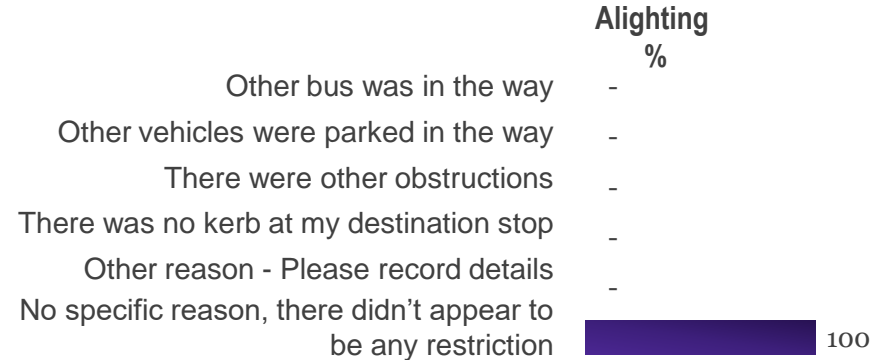 Alighting
%
Other bus was in the way -
Other vehicles were parked in the way -
There were other obstructions -
There was no kerb at my destination stop -
Other reason - Please record details -
No specific reason, there didn’t appear to
be any restriction 100